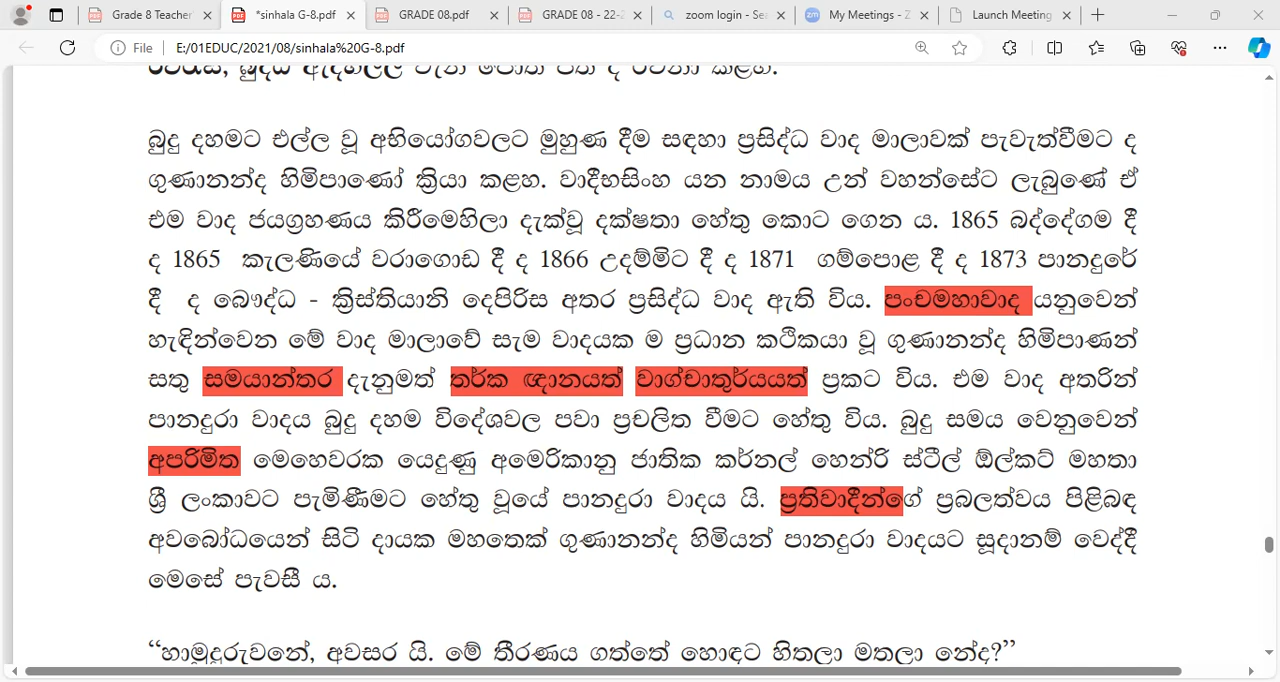 Grade 8 Teacher
*sinhala G-8.pdf
GRADE 08.pdf
GRADE 08 - 22-2
zoom login - Sea
My Meetings - Z
Launch Meeting
File
E:/01EDUC/2021/08/sinhala%20G-8.pdf
බුදු දහමට එල්ල වූ අභියෝගවලට මුහුණ දීම සඳහා ප්‍රසිද්ධ වාද මාලාවක් පැවැත්වීමට ද
ගුණානන්ද හිමිපාණෝ ක්‍රියා කළහ. වාදීභසිංහ යන නාමය උන් වහන්සේට ලැබුණේ ඒ
එම වාද ජයග්‍රහණය කිරීමෙහිලා දැක්වූ දක්ෂතා හේතු කොට ගෙන ය. 1865 බද්දේගම දී
ද 1865 කැලණියේ වරාගොඩ දී ද 1866 උදම්මිට දී ද 1871 ගම්පොළ දී ද 1873 පානදුරේ
දී ද බෞද්ධ - ක්‍රිස්තියානි දෙපිරිස අතර ප්‍රසිද්ධ වාද ඇති විය. පංචමහාවාද යනුවෙන්
හැඳින්වෙන මේ වාද මාලාවේ සැම වාදයක ම ප්‍රධාන කථිකයා වූ ගුණානන්ද හිමිපාණන්
සතු සමයාන්තර දැනුමත් තර්ක ඥානයත් වාග්චාතුර්යයත් ප්‍රකට විය. එම වාද අතරින්
පානදුරා වාදය බුදු දහම විදේශවල පවා ප්‍රචලිත වීමට හේතු විය. බුදු සමය වෙනුවෙන්
අපරිමිත මෙහෙවරක යෙදුණු අමෙරිකානු ජාතික කර්නල් හෙන්රි ස්ටීල් ඕල්කට් මහතා
ශ්‍රී ලංකාවට පැමිණීමට හේතු වූයේ පානදුරා වාදය යි. ප්‍රතිවාදීන්ගේ ප්‍රබලත්වය පිළිබඳ
අවබෝධයෙන් සිටි දායක මහතෙක් ගුණානන්ද හිමියන් පානදුරා වාදයට සූදානම් වෙද්දී
මෙසේ පැවසී ය.
“හාමුදුරුවනේ, අවසර යි. මේ තීරණය ගත්තේ හොඳට හිතලා මතලා නේද?”